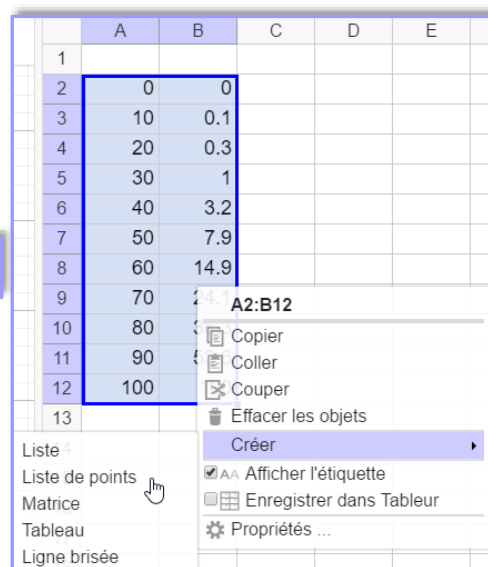 A B C D E
1
2 0 0
3 10 0.1
4 20 0.3
5 30 1
6 40 3.2
7 50 7.9
8 60 14.9
9 70
A2:B12
10 80
Copier
11 90
Coller
12 100
Couper
13
Effacer les objets
Liste
Créer
Liste de points
AA Afficher l'étiquette
Matrice
Enregistrer dans Tableur
Tableau
Propriétés ...
Ligne brisée